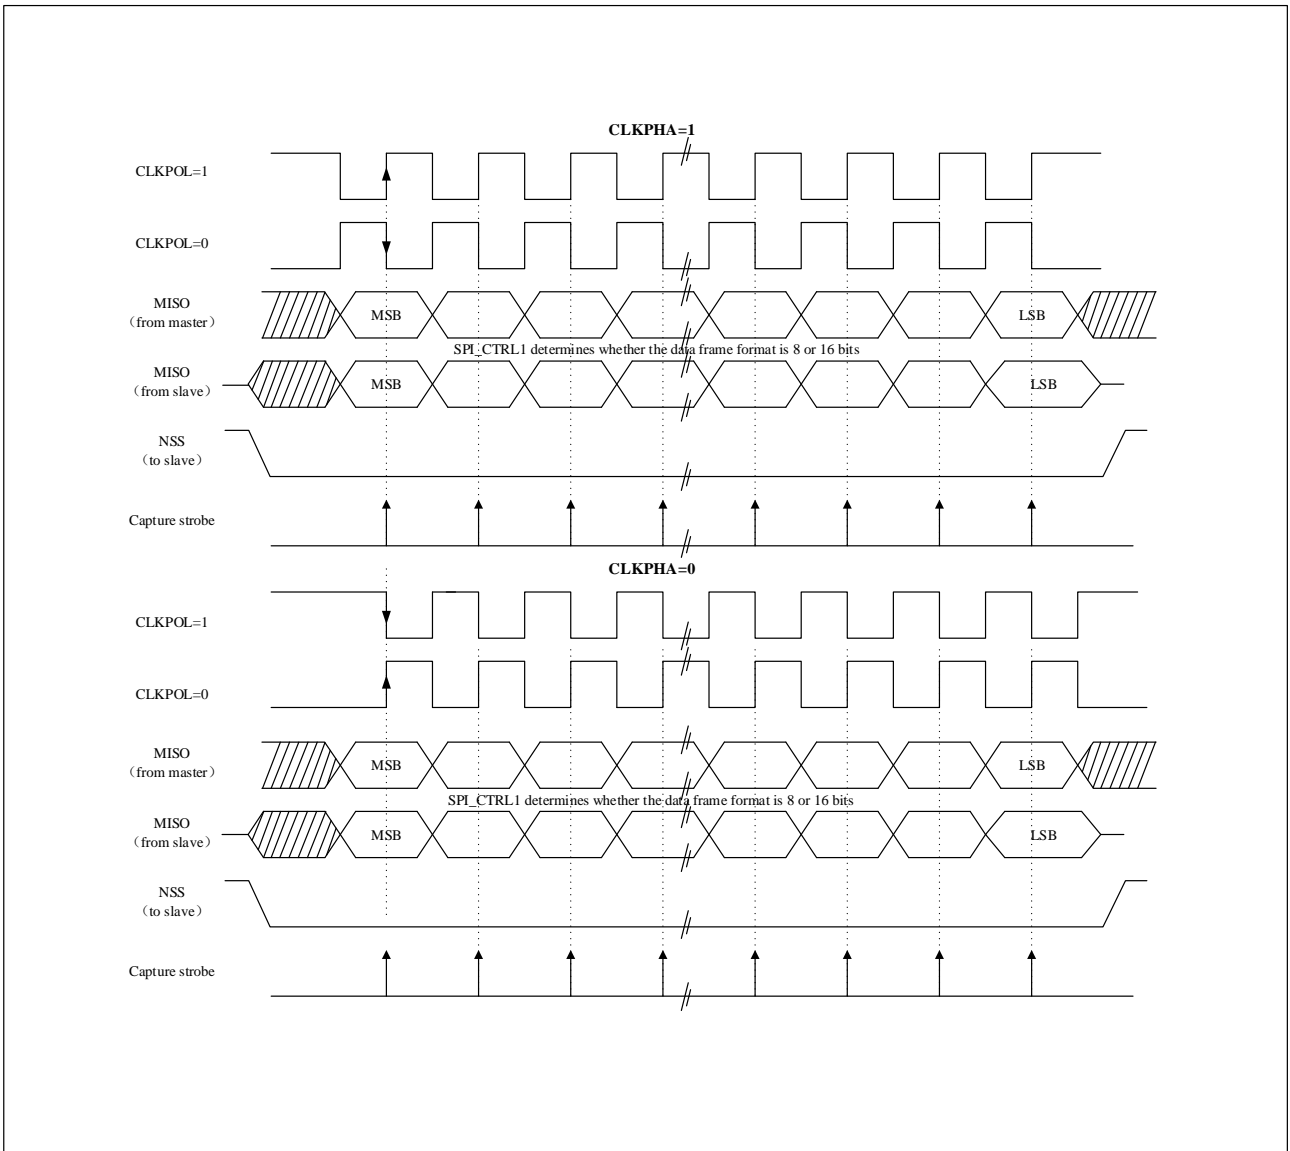 CLKPHA=1
CLKPOL=1
CLKPOL=0
MISO
（from master）
MSB
LSB
SPI_CTRL1 determines whether the data frame format is 8 or 16 bits
MISO
（from slave）
MSB
LSB
NSS
（to slave）
Capture strobe
CLKPHA=0
CLKPOL=1
CLKPOL=0
MISO
（from master）
MSB
LSB
SPI_CTRL1 determines whether the data frame format is 8 or 16 bits
MISO
（from slave）
MSB
LSB
NSS
（to slave）
Capture strobe